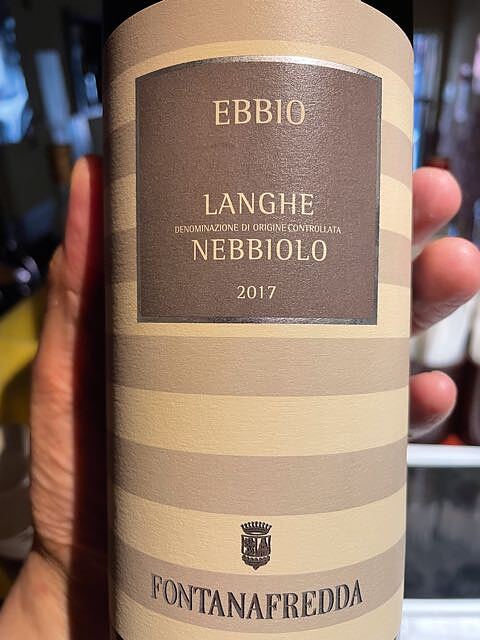 EBBIO
LANGHE
DENOMINAZIONE DI ORIGINE CONTROLLATA
NEBBIOLO
2017
FONTANAFREDDA